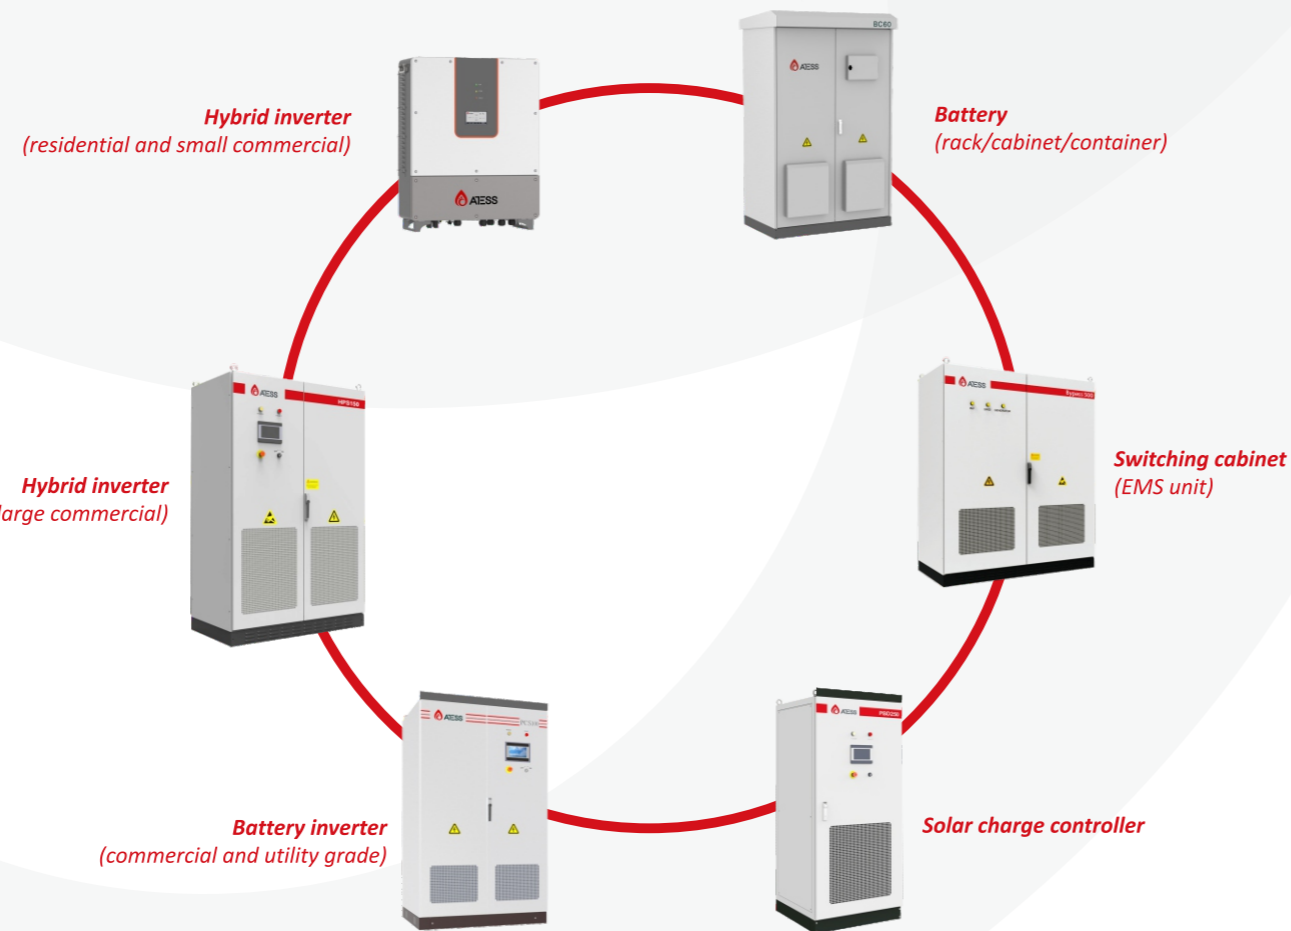 BC60
ATESS
Hybrid inverter
(residential and small commercial)
Battery
(rack/cabinet/container)
ATESS
ATESS
HPS150
ATESS
Hybrid inverter
large commercial)
Switching cabinet
(EMS unit)
ATESS
ATESS
PBD250
Battery inverter
(commercial and utility grade)
Solar charge controller